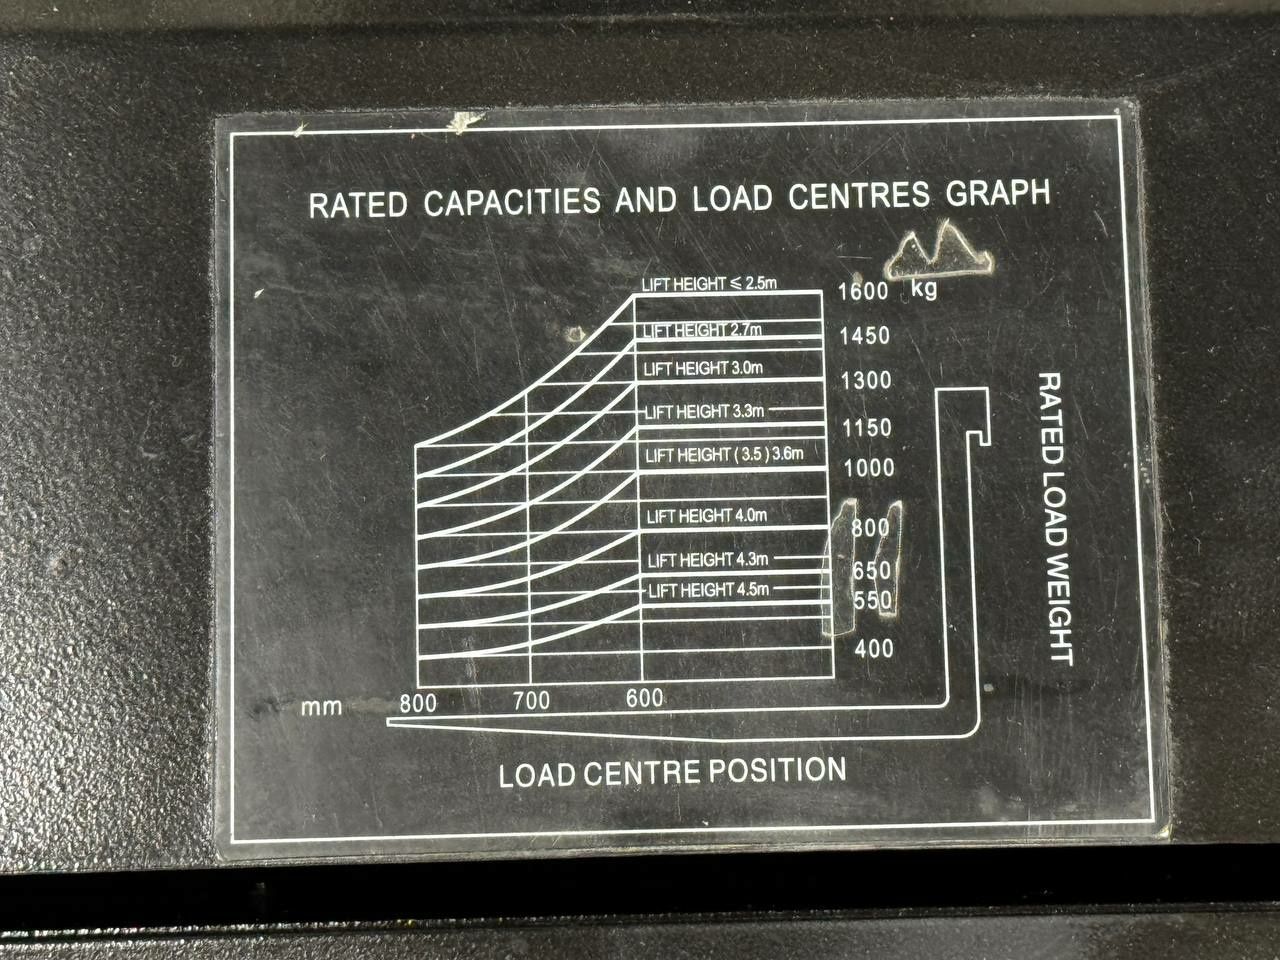 RATED CAPACITIES AND LOAD CENTRES GRAPH
LIFT HEIGHT ≤ 2.5m 1600 kg
LIFT HEIGHT 2.7m 1450
LIFT HEIGHT 3.0m 1300
LIFT HEIGHT 3.3m 1150
LIFT HEIGHT (3.5) 3.6m 1000
LIFT HEIGHT 4.0m 800
LIFT HEIGHT 4.3m 650
LIFT HEIGHT 4.5m 550
400
RATED LOAD WEIGHT
mm 800 700 600
LOAD CENTRE POSITION